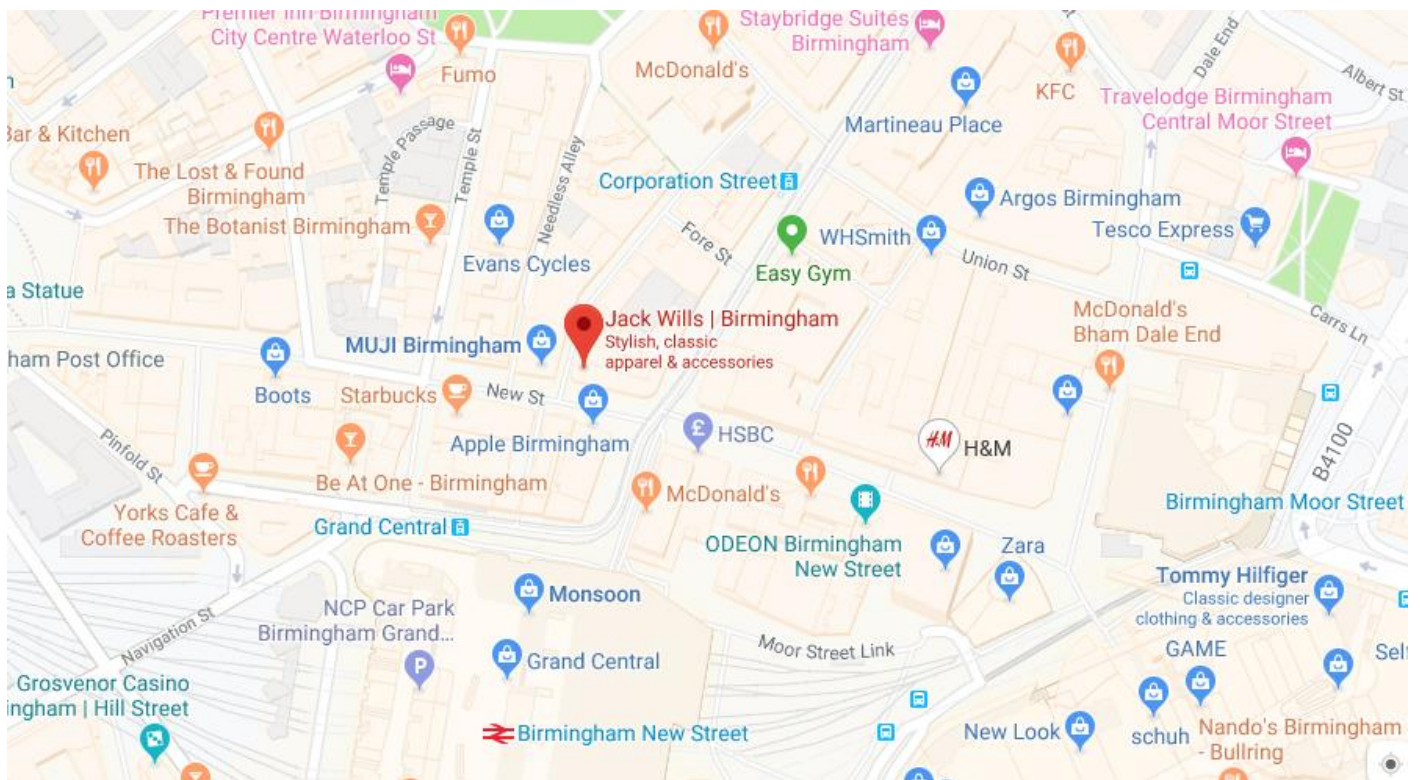 Premier Inn Birmingham
City Centre Waterloo St
Fumo
McDonald's
Staybridge Suites
Birmingham
KFC
Dale End
Albert St
Martineau Place
Travelodge Birmingham
Central Moor Street
Bar & Kitchen
The Lost & Found
Birmingham
Temple Passage
Temple St
Needless Alley
Corporation Street
Argos Birmingham
The Botanist Birmingham
Evans Cycles
Fore St
Easy Gym
WHSmith
Union St
Tesco Express
a Statue
Carrs Ln
Jack Wills | Birmingham
Stylish, classic
apparel & accessories
McDonald's
Bham Dale End
MUJI Birmingham
ham Post Office
Boots
Starbucks
New St
Apple Birmingham
£
HSBC
H&M
H&M
B4100
Pinfold St
Be At One - Birmingham
McDonald's
Birmingham Moor Street
Yorks Cafe &
Coffee Roasters
Grand Central
ODEON Birmingham
New Street
Zara
Tommy Hilfiger
Classic designer
clothing & accessories
Monsoon
NCP Car Park
Birmingham Grand...
P
Navigation St
Grand Central
Moor Street Link
GAME
Self
Grosvenor Casino
ingham | Hill Street
Birmingham New Street
New Look
schuh
Nando's Birmingham
- Bullring